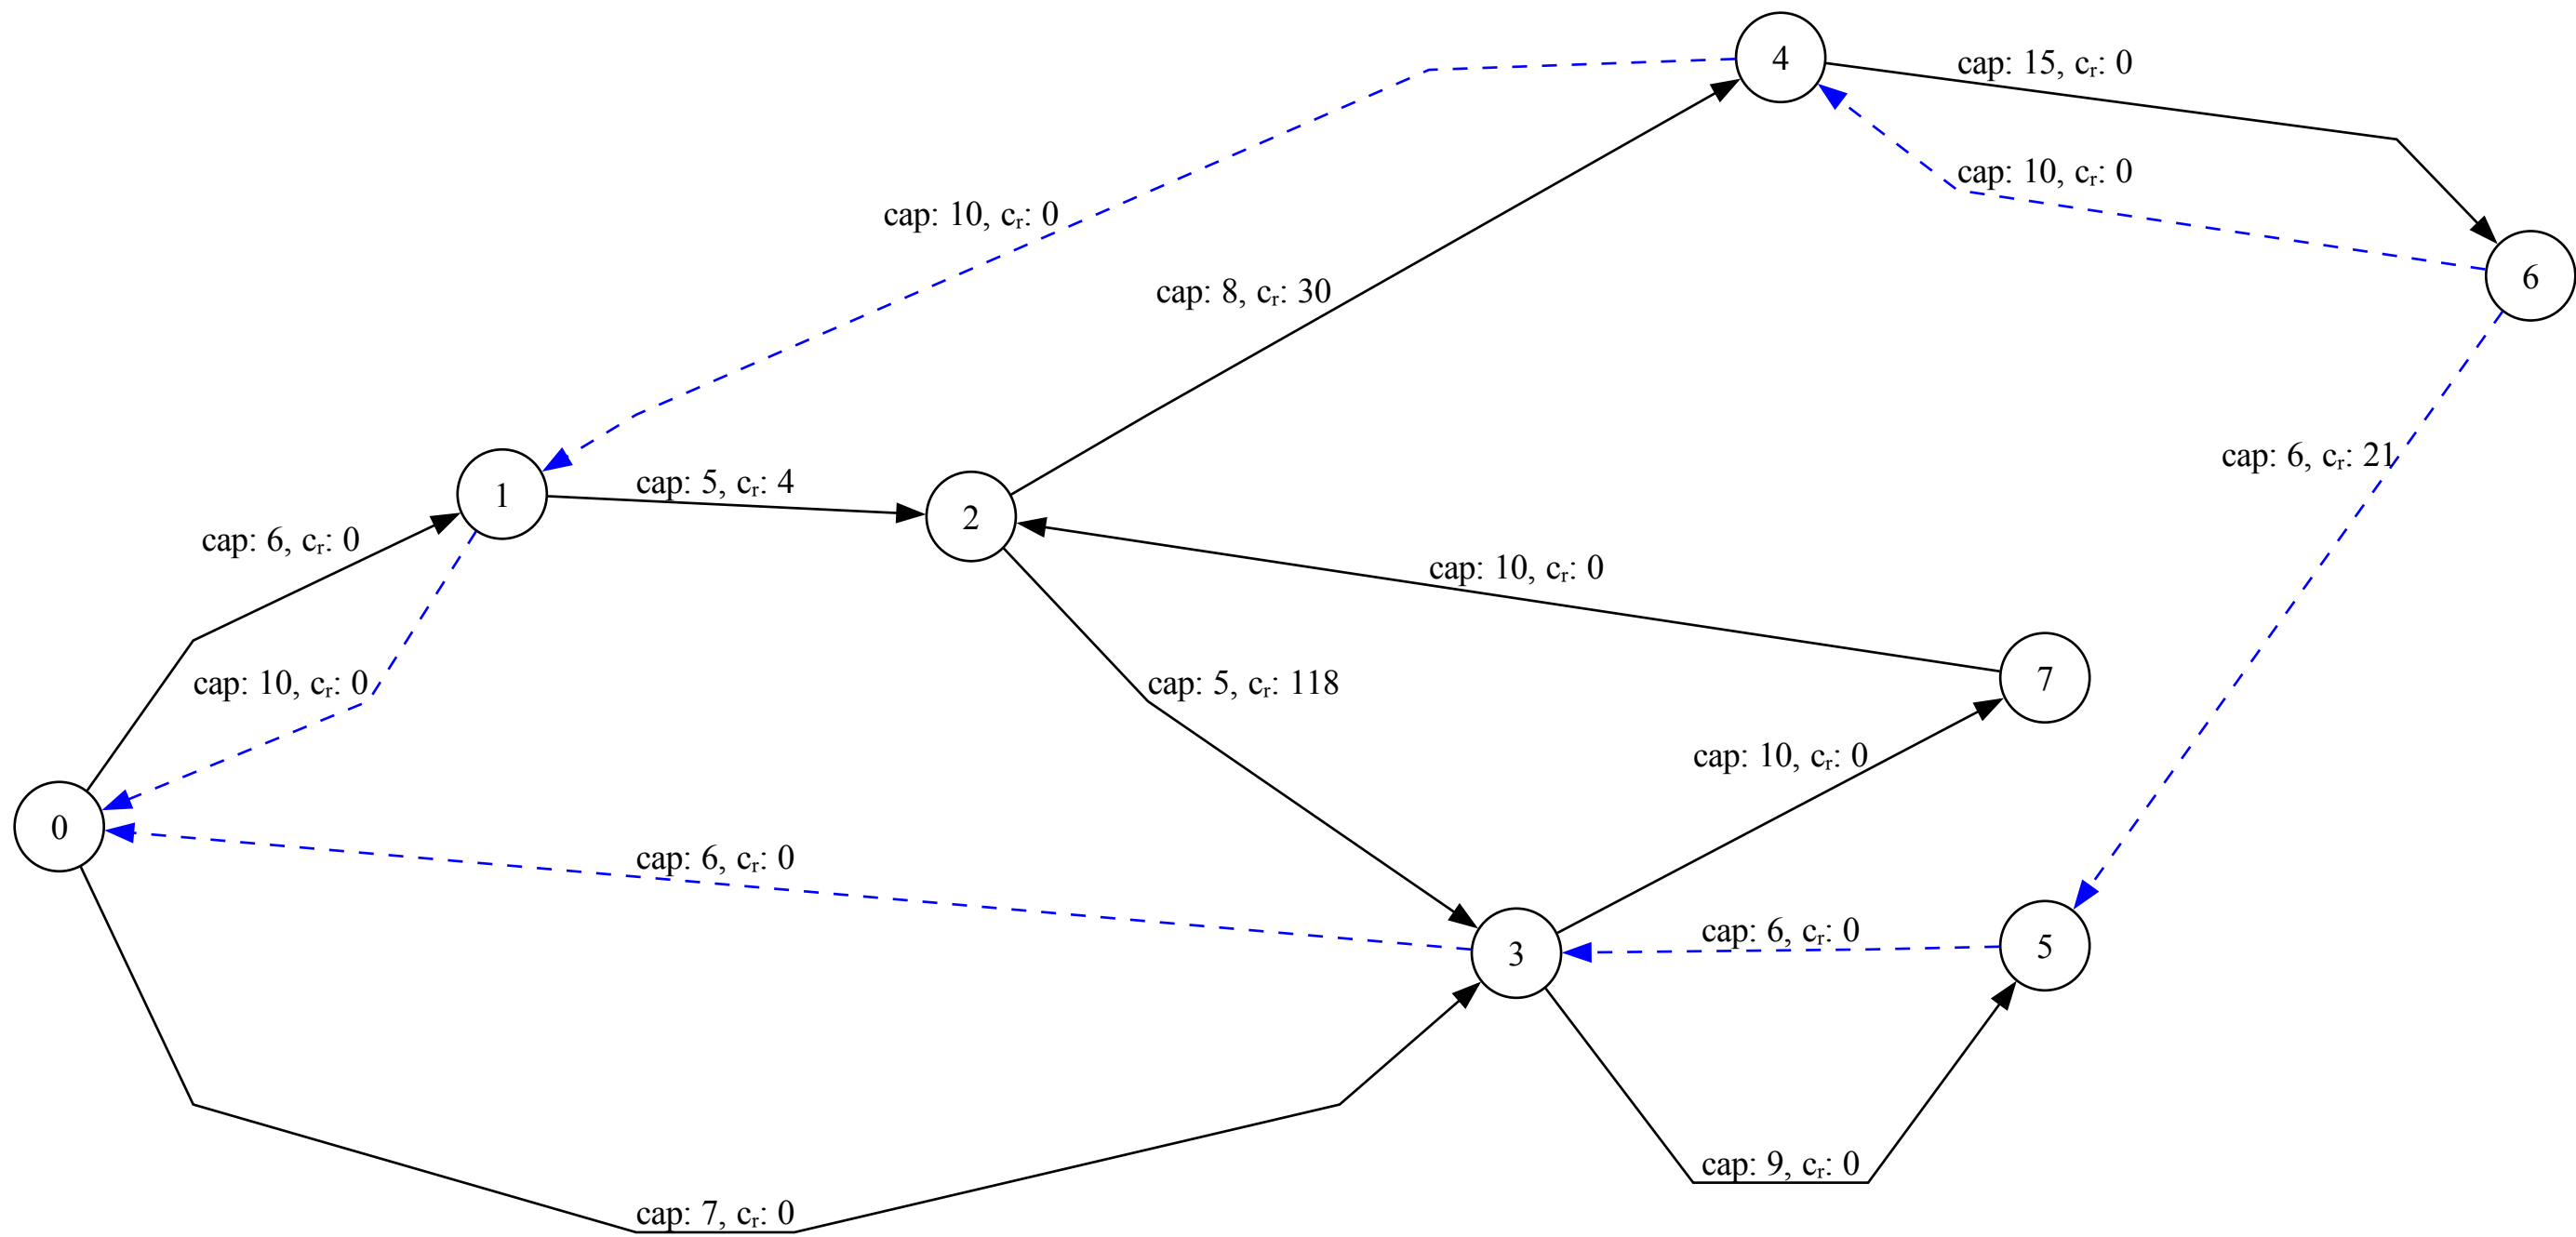 4
cap: 15, cᵣ: 0
cap: 10, cᵣ: 0
cap: 10, cᵣ: 0
6
cap: 8, cᵣ: 30
cap: 6, cᵣ: 21
1
cap: 5, cᵣ: 4
2
cap: 6, cᵣ: 0
cap: 10, cᵣ: 0
cap: 10, cᵣ: 0
cap: 5, cᵣ: 118
7
cap: 10, cᵣ: 0
0
cap: 6, cᵣ: 0
cap: 6, cᵣ: 0
3
5
cap: 9, cᵣ: 0
cap: 7, cᵣ: 0